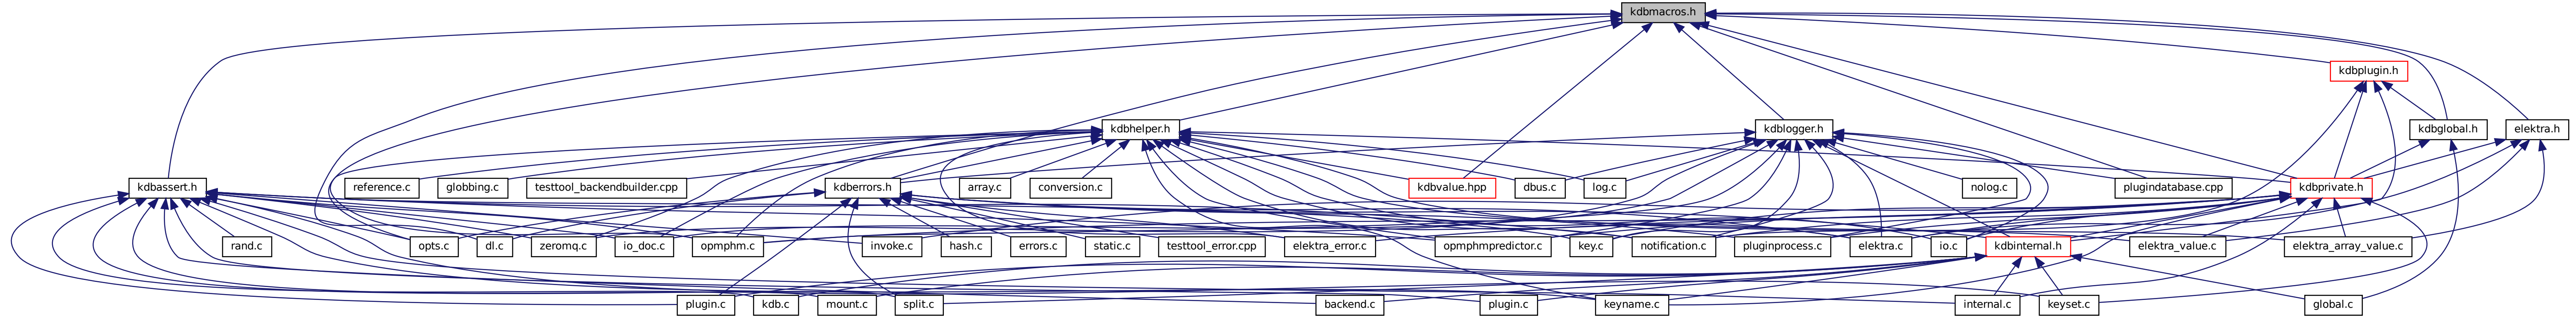 kdbmacros.h
kdbplugin.h
kdbhelper.h
kdblogger.h
kdbglobal.h
elektra.h
kdbassert.h
reference.c
globbing.c
testtool_backendbuilder.cpp
kdberrors.h
array.c
conversion.c
kdbvalue.hpp
dbus.c
log.c
nolog.c
plugindatabase.cpp
kdbprivate.h
rand.c
opts.c
dl.c
zeromq.c
io_doc.c
opmphm.c
invoke.c
hash.c
errors.c
static.c
testtool_error.cpp
elektra_error.c
opmphmpredictor.c
key.c
notification.c
pluginprocess.c
elektra.c
io.c
kdbinternal.h
elektra_value.c
elektra_array_value.c
plugin.c
kdb.c
mount.c
split.c
backend.c
plugin.c
keyname.c
internal.c
keyset.c
global.c